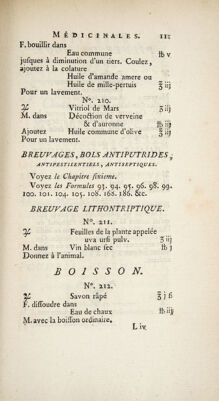 MÉDICINALES. 111
F. bouillir dans
Eau commune ℔ v
jusques à diminution d'un tiers. Coulez,
ajoutez à la colature
Huile d'amande amere ou
Huile de mille-pertuis ℥ iij
Pour un lavement.
N°. 210.
♃ Vitriol de Mars ℥ iij
M. dans Décoction de verveine
& d'auronne ℔ iij
Ajoutez Huile commune d'olive ℥ iij
Pour un lavement.
BREUVAGES, BOLS ANTIPUTRIDES,
ANTIPESTILENTIELS, ANTISEPTIQUES.
Voyez le Chapitre sixieme.
Voyez les Formules 93. 94. 95. 96. 98. 99.
100. 101. 104. 105. 108. 168. 186. &c.
BREUVAGE LITHONTRIPTIQUE.
N°. 211.
♃ Feuilles de la plante appelée
uva ursi pulv. ℥ iij
M. dans Vin blanc sec ℔ j
Donnez à l'animal.
BOISSON.
N°. 212.
♃ Savon râpé ℥ j ß
F. dissoudre dans
Eau de chaux ℔ iij
M. avec la boisson ordinaire.
L iv